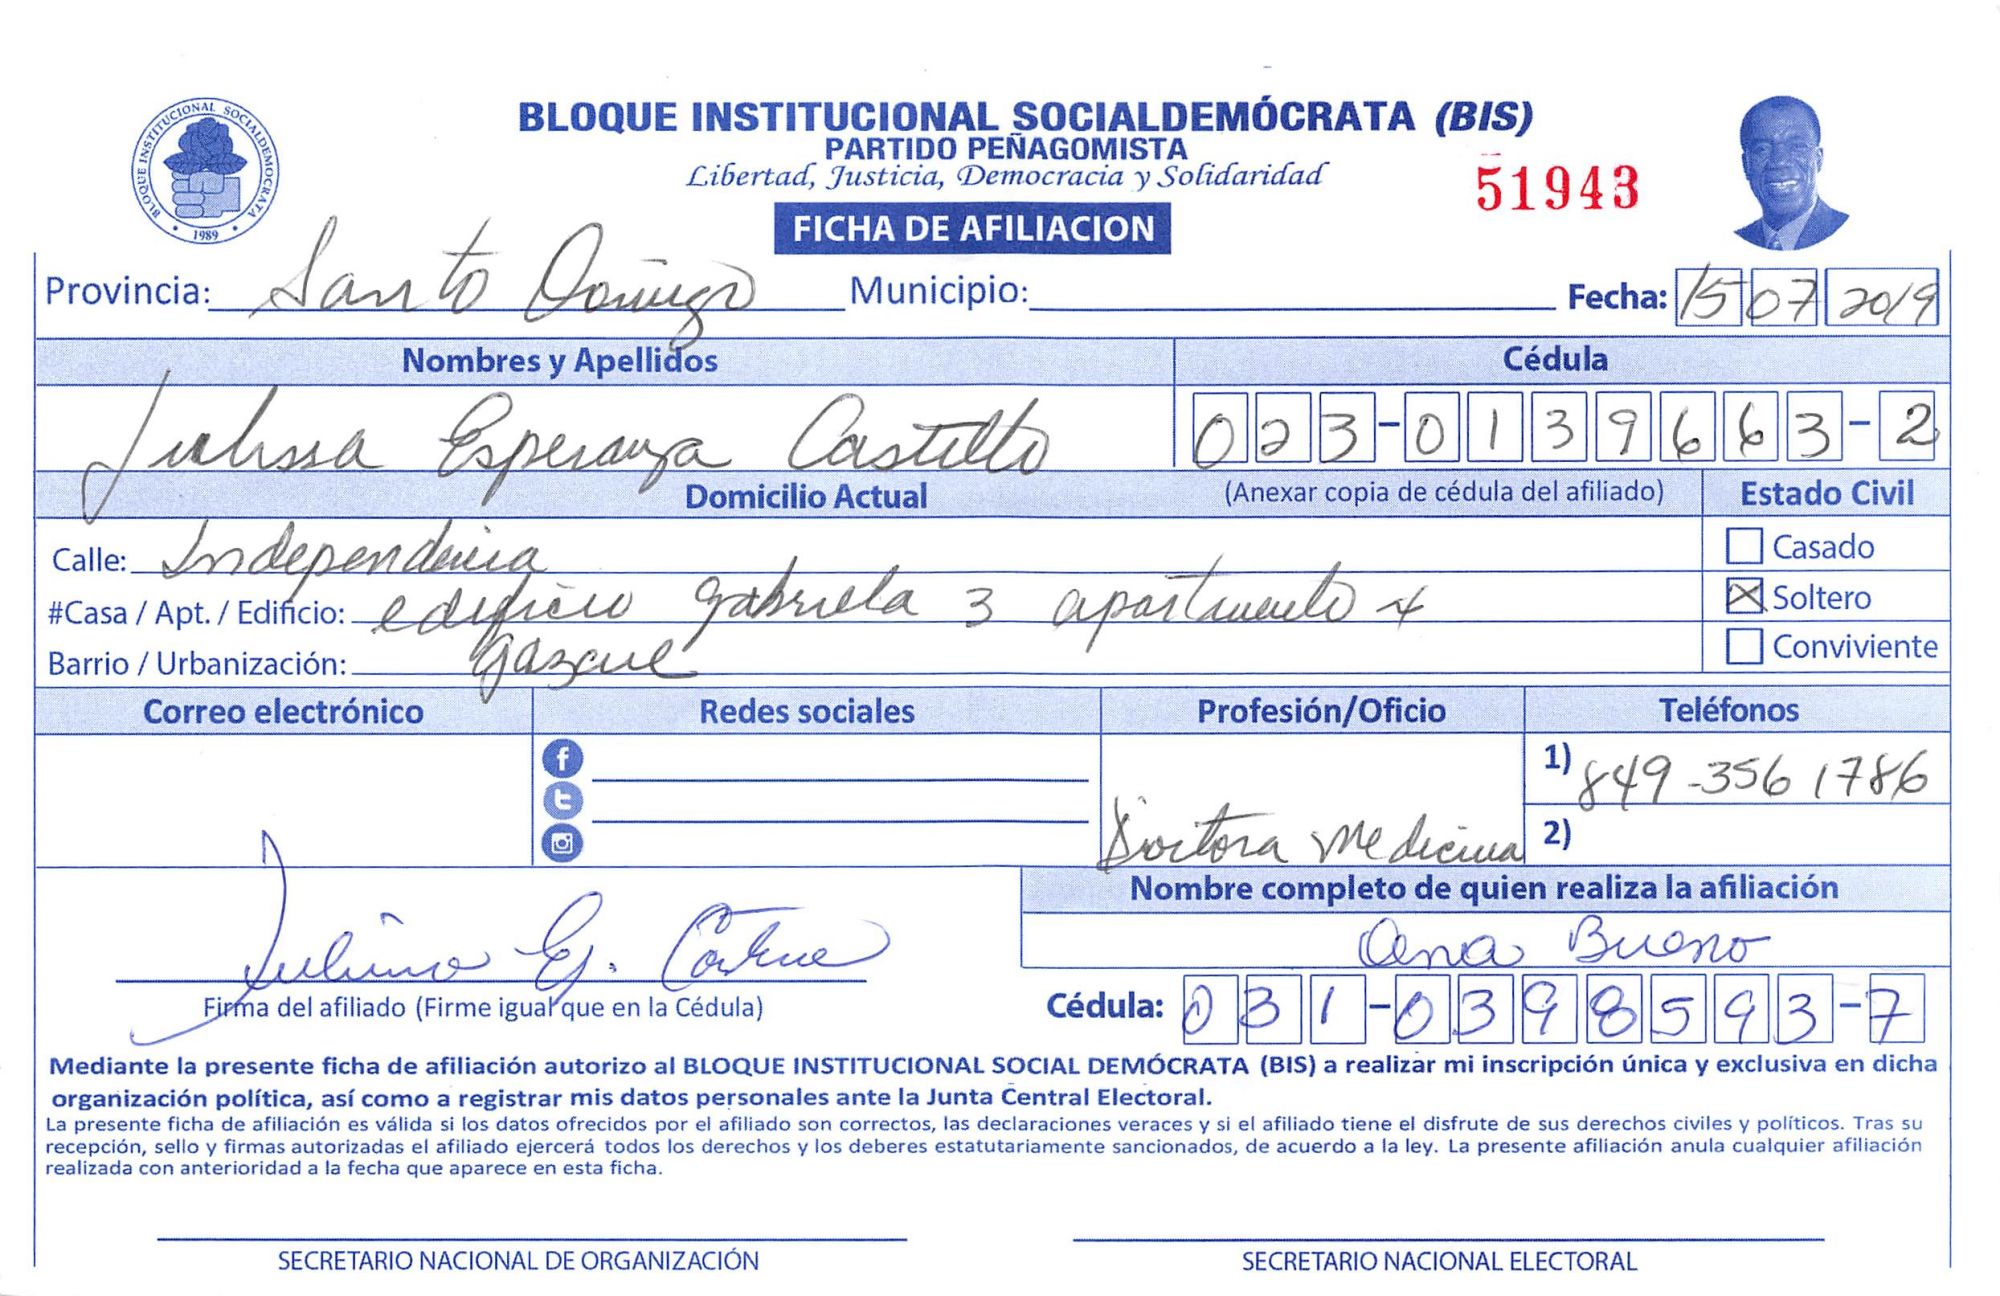 BLOQUE INSTITUCIONAL SOCIALDEMOCRATA
1989
BLOQUE INSTITUCIONAL SOCIALDEMÓCRATA (BIS)
PARTIDO PEÑAGOMISTA
Libertad, Justicia, Democracia y Solidaridad
51943
FICHA DE AFILIACION
Provincia: Santo Domingo Municipio: Fecha: 15 07 2019
Nombres y Apellidos Cédula
Julissa Esperanza Castillo 023-0139663-2
Domicilio Actual (Anexar copia de cédula del afiliado) Estado Civil
Calle: Independencia Casado
#Casa / Apt. / Edificio: edificio gabriela 3 apartamento 4 Soltero
Barrio / Urbanización: gazcue Conviviente
Correo electrónico Redes sociales Profesión/Oficio Teléfonos
1) 849-356 1786
Doctora Medicina 2)
Nombre completo de quien realiza la afiliación
Ana Bueno
Firma del afiliado (Firme igual que en la Cédula) Cédula: 031-0398593-7
Mediante la presente ficha de afiliación autorizo al BLOQUE INSTITUCIONAL SOCIAL DEMÓCRATA (BIS) a realizar mi inscripción única y exclusiva en dicha
organización política, así como a registrar mis datos personales ante la Junta Central Electoral.
La presente ficha de afiliación es válida si los datos ofrecidos por el afiliado son correctos, las declaraciones veraces y si el afiliado tiene el disfrute de sus derechos civiles y políticos. Tras su
recepción, sello y firmas autorizadas el afiliado ejercerá todos los derechos y los deberes estatutariamente sancionados, de acuerdo a la ley. La presente afiliación anula cualquier afiliación
realizada con anterioridad a la fecha que aparece en esta ficha.
SECRETARIO NACIONAL DE ORGANIZACIÓN SECRETARIO NACIONAL ELECTORAL